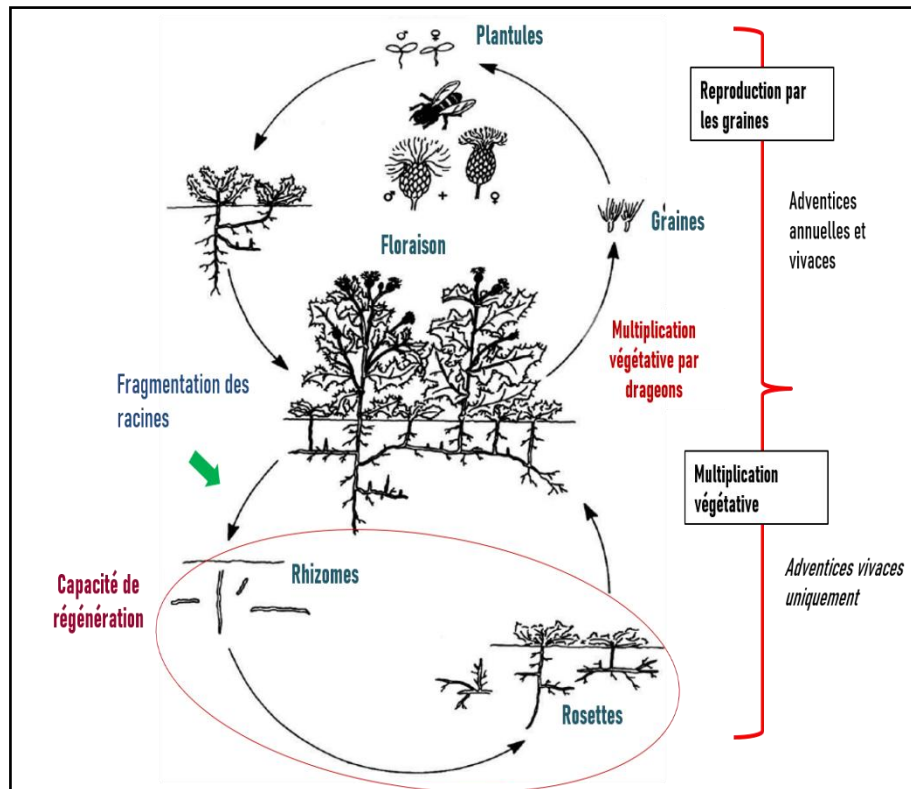 ♂ ♀ Plantules
Reproduction par
les graines
♂ + ♀
Floraison
Graines
Adventices
annuelles et
vivaces
Multiplication
végétative par
drageons
Fragmentation des
racines
Multiplication
végétative
Rhizomes
Capacité de
régénération
Adventices vivaces
uniquement
Rosettes